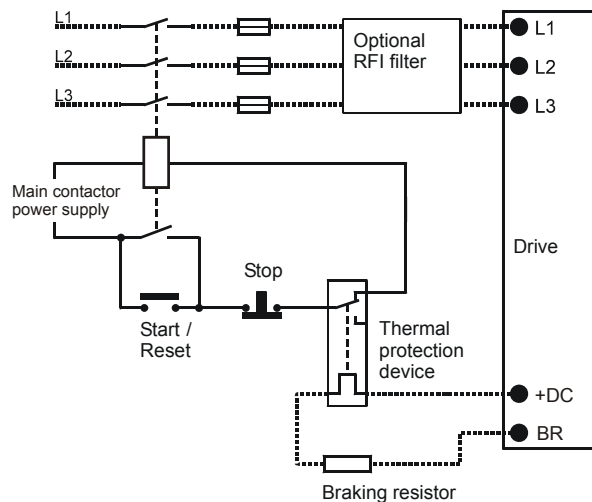 L1
L2
L3
Optional
RFI filter
L1
L2
L3
Main contactor
power supply
Drive
Stop
Start /
Reset
Thermal
protection
device
+DC
BR
Braking resistor